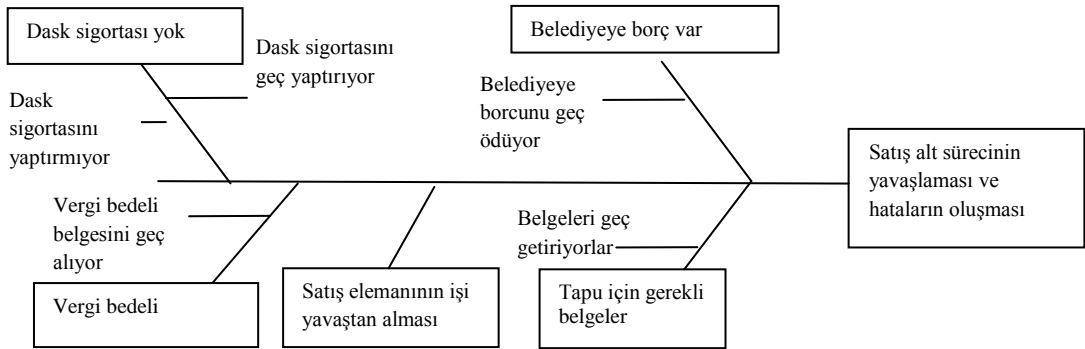 Dask sigortası yok
Dask sigortasını
geç yaptırıyor
Dask
sigortasını
yaptırmıyor
Belediyeye borç var
Belediyeye
borcunu geç
ödüyor
Satış alt sürecinin
yavaşlaması ve
hataların oluşması
Vergi bedeli
belgesini geç
alıyor
Belgeleri geç
getiriyorlar
Vergi bedeli
Satış elemanının işi
yavaştan alması
Tapu için gerekli
belgeler